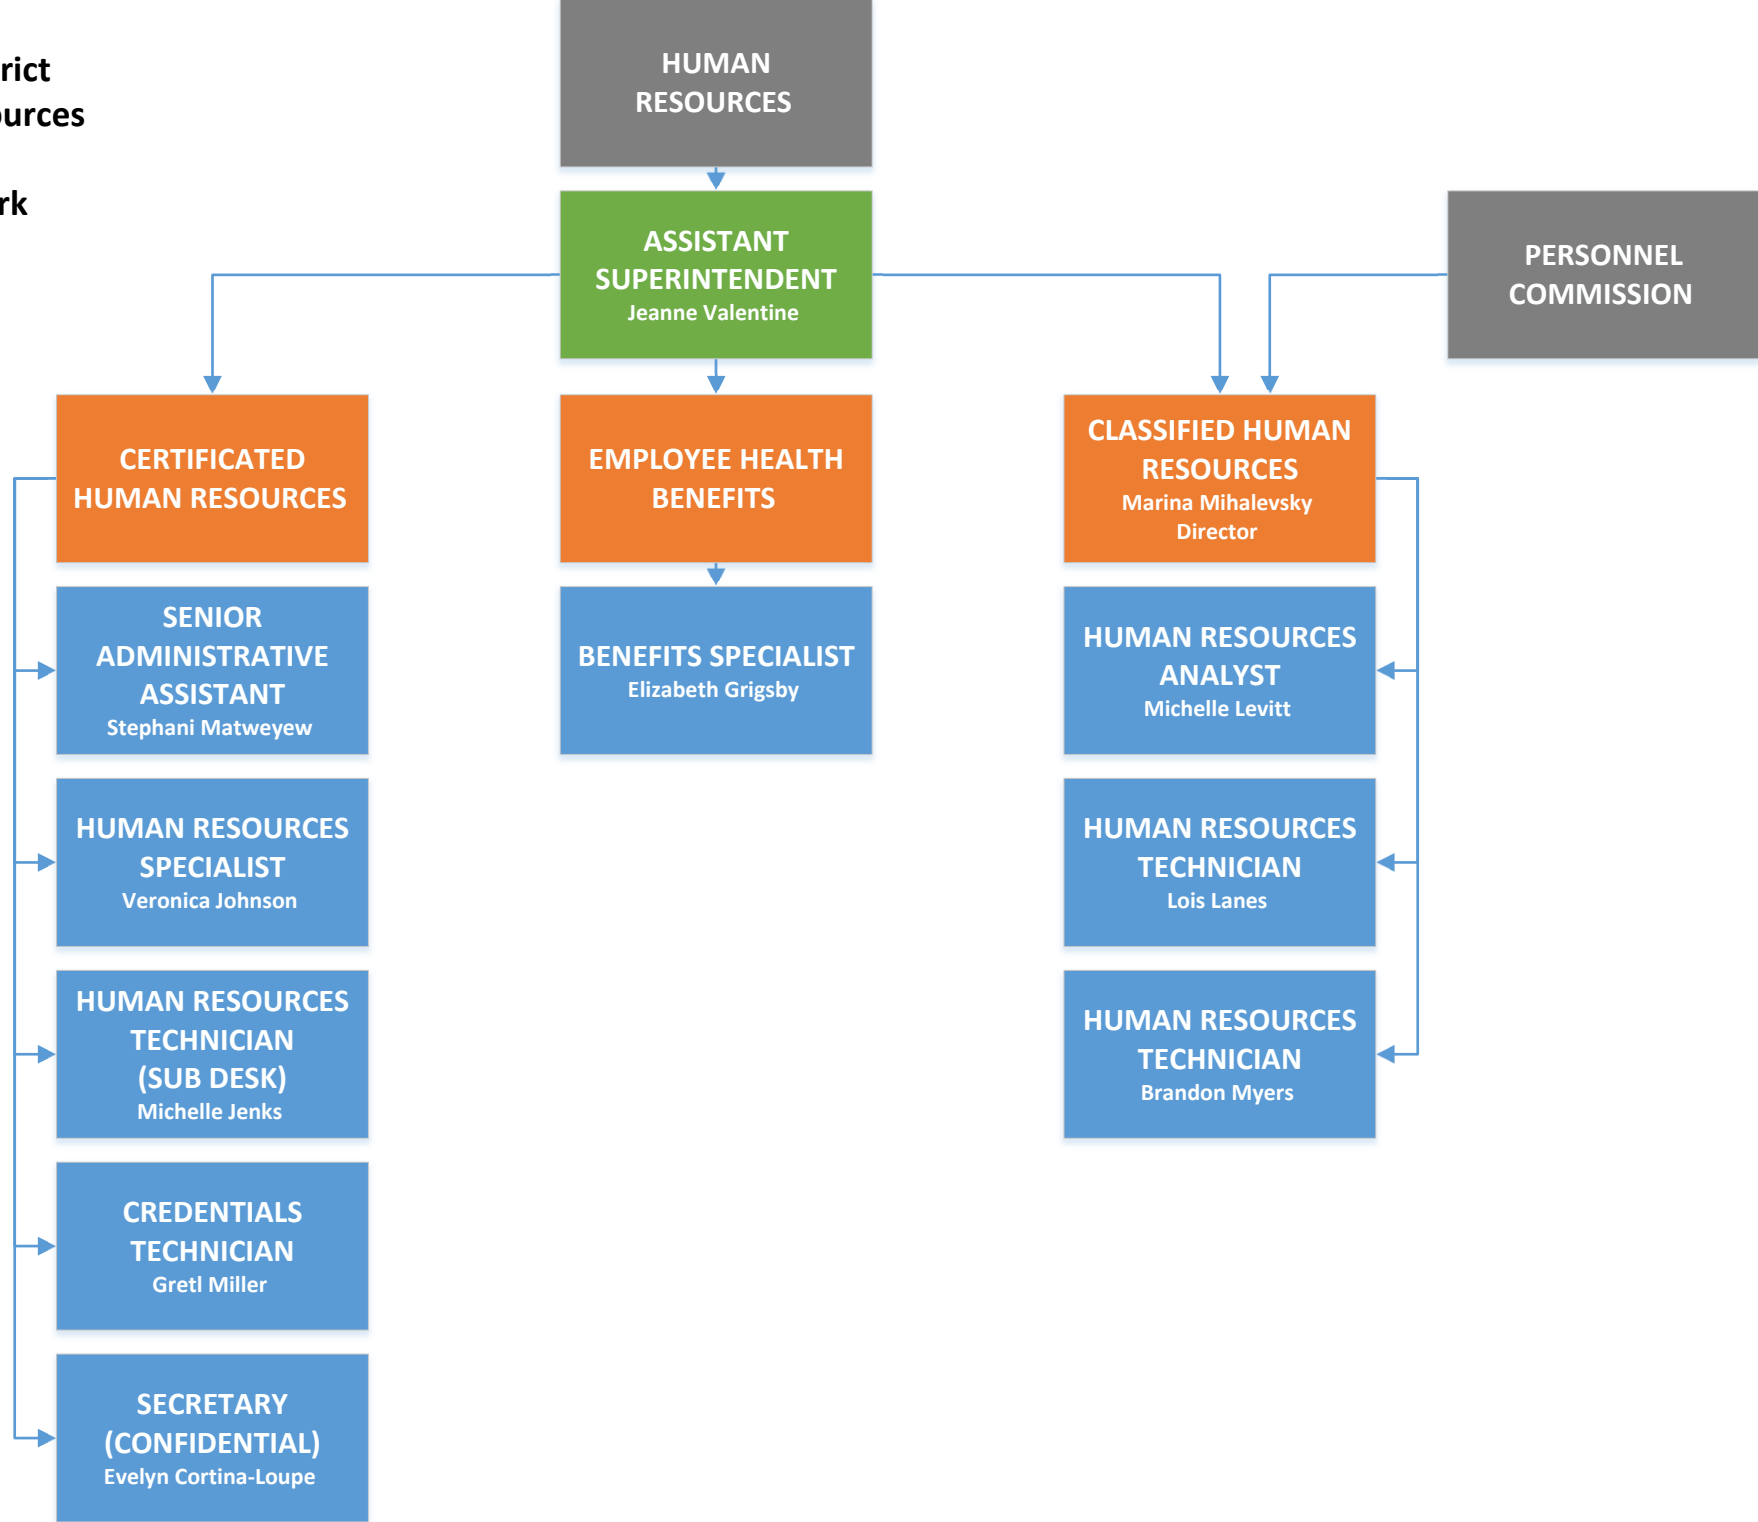 rict
ources
rk
HUMAN
RESOURCES
ASSISTANT
SUPERINTENDENT
Jeanne Valentine
PERSONNEL
COMMISSION
CERTIFICATED
HUMAN RESOURCES
EMPLOYEE HEALTH
BENEFITS
CLASSIFIED HUMAN
RESOURCES
Marina Mihalevsky
Director
SENIOR
ADMINISTRATIVE
ASSISTANT
Stephani Matweyew
BENEFITS SPECIALIST
Elizabeth Grigsby
HUMAN RESOURCES
ANALYST
Michelle Levitt
HUMAN RESOURCES
SPECIALIST
Veronica Johnson
HUMAN RESOURCES
TECHNICIAN
Lois Lanes
HUMAN RESOURCES
TECHNICIAN
(SUB DESK)
Michelle Jenks
HUMAN RESOURCES
TECHNICIAN
Brandon Myers
CREDENTIALS
TECHNICIAN
Gretl Miller
SECRETARY
(CONFIDENTIAL)
Evelyn Cortina-Loupe